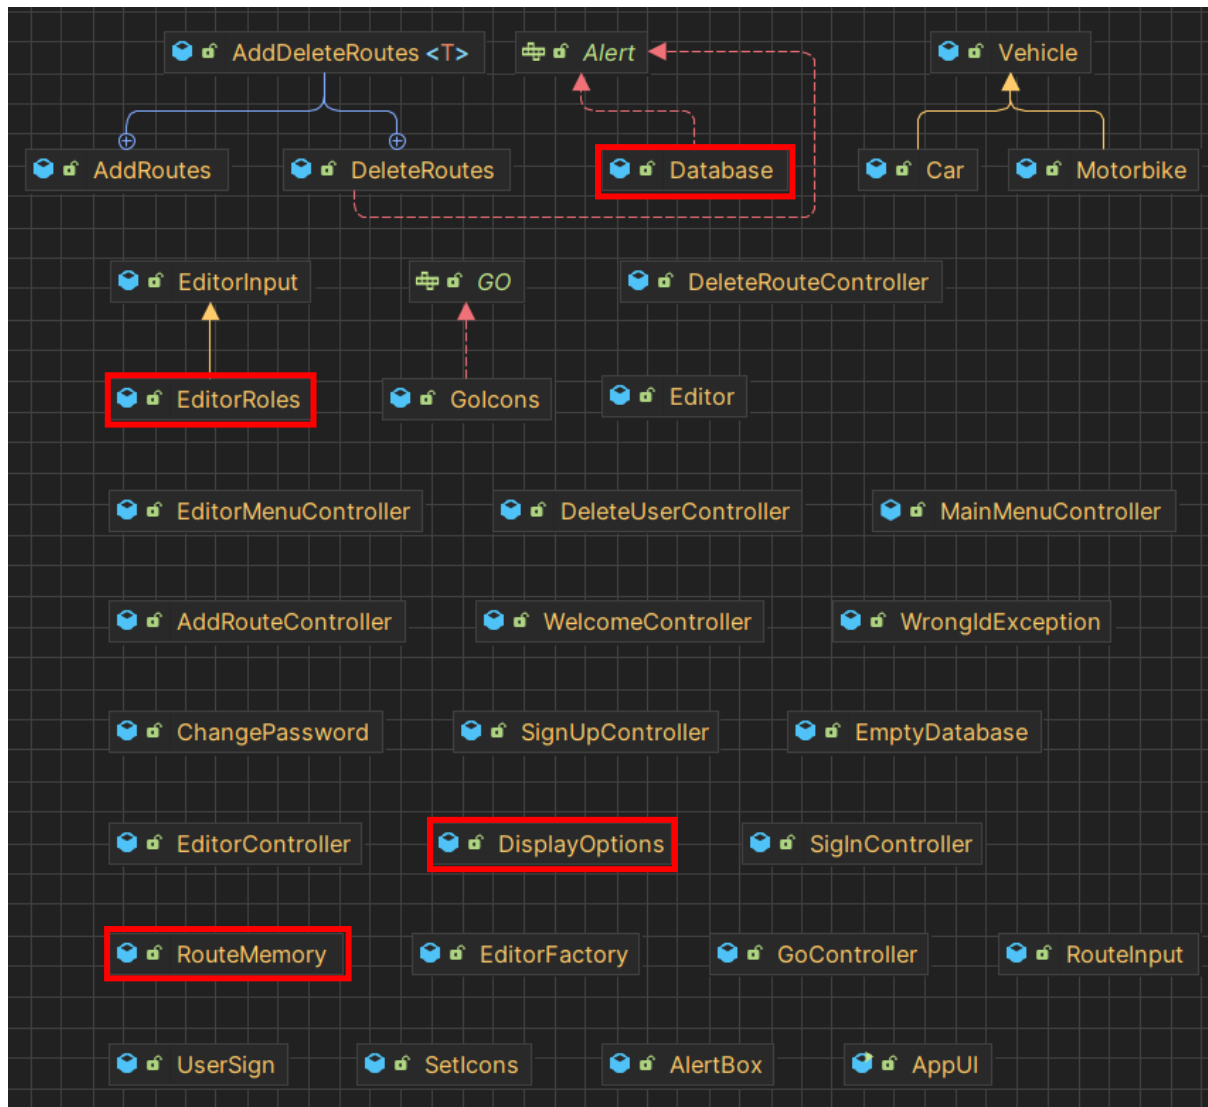 AddDeleteRoutes <T>
Alert
Vehicle
AddRoutes
DeleteRoutes
Database
Car
Motorbike
EditorInput
GO
DeleteRouteController
EditorRoles
GoIcons
Editor
EditorMenuController
DeleteUserController
MainMenuController
AddRouteController
WelcomeController
WrongIdException
ChangePassword
SignUpController
EmptyDatabase
EditorController
DisplayOptions
SigInController
RouteMemory
EditorFactory
GoController
RouteInput
UserSign
SetIcons
AlertBox
AppUI